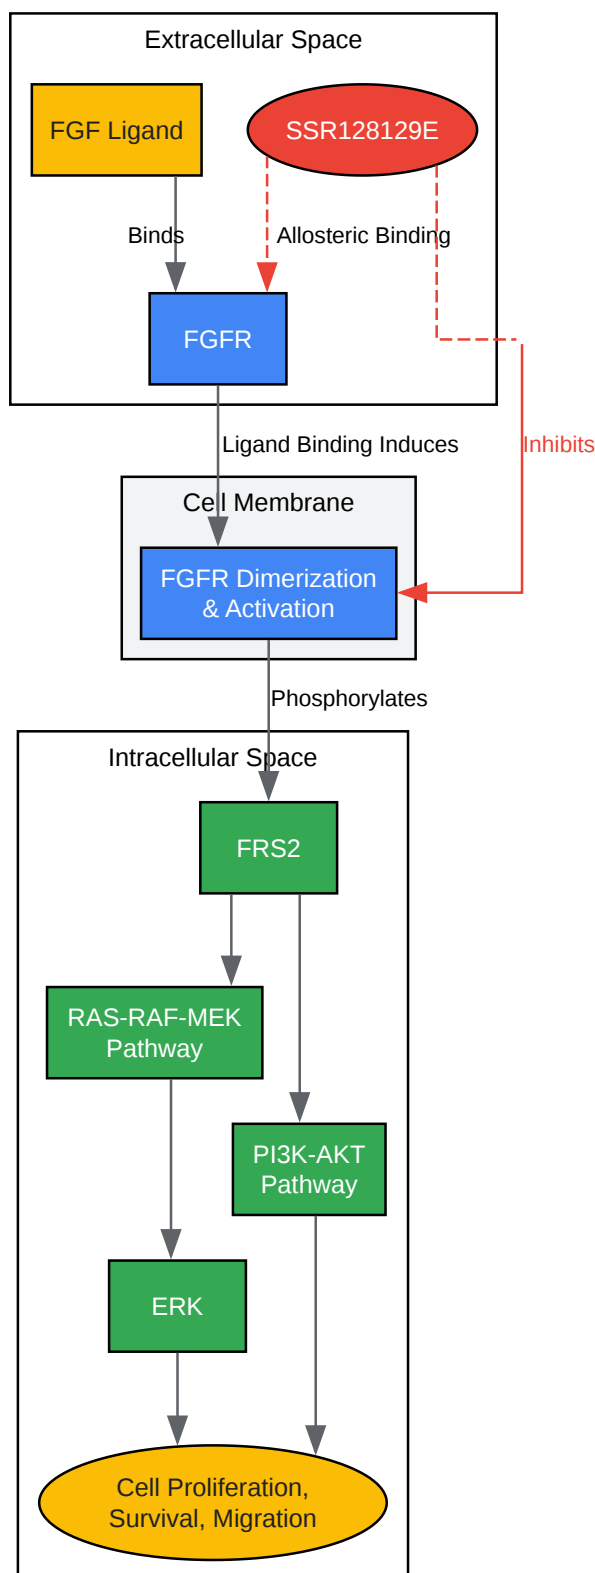 Extracellular Space
FGF Ligand
SSR128129E
Binds
Allosteric Binding
FGFR
Ligand Binding Induces
Inhibits
Cell Membrane
FGFR Dimerization
& Activation
Phosphorylates
Intracellular Space
FRS2
RAS-RAF-MEK
Pathway
PI3K-AKT
Pathway
ERK
Cell Proliferation,
Survival, Migration